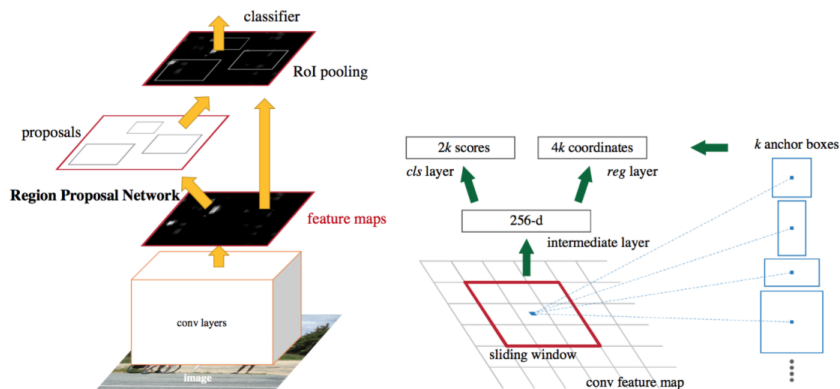 classifier
RoI pooling
proposals
Region Proposal Network
feature maps
conv layers
image
2k scores
4k coordinates
k anchor boxes
cls layer
reg layer
256-d
intermediate layer
sliding window
conv feature map